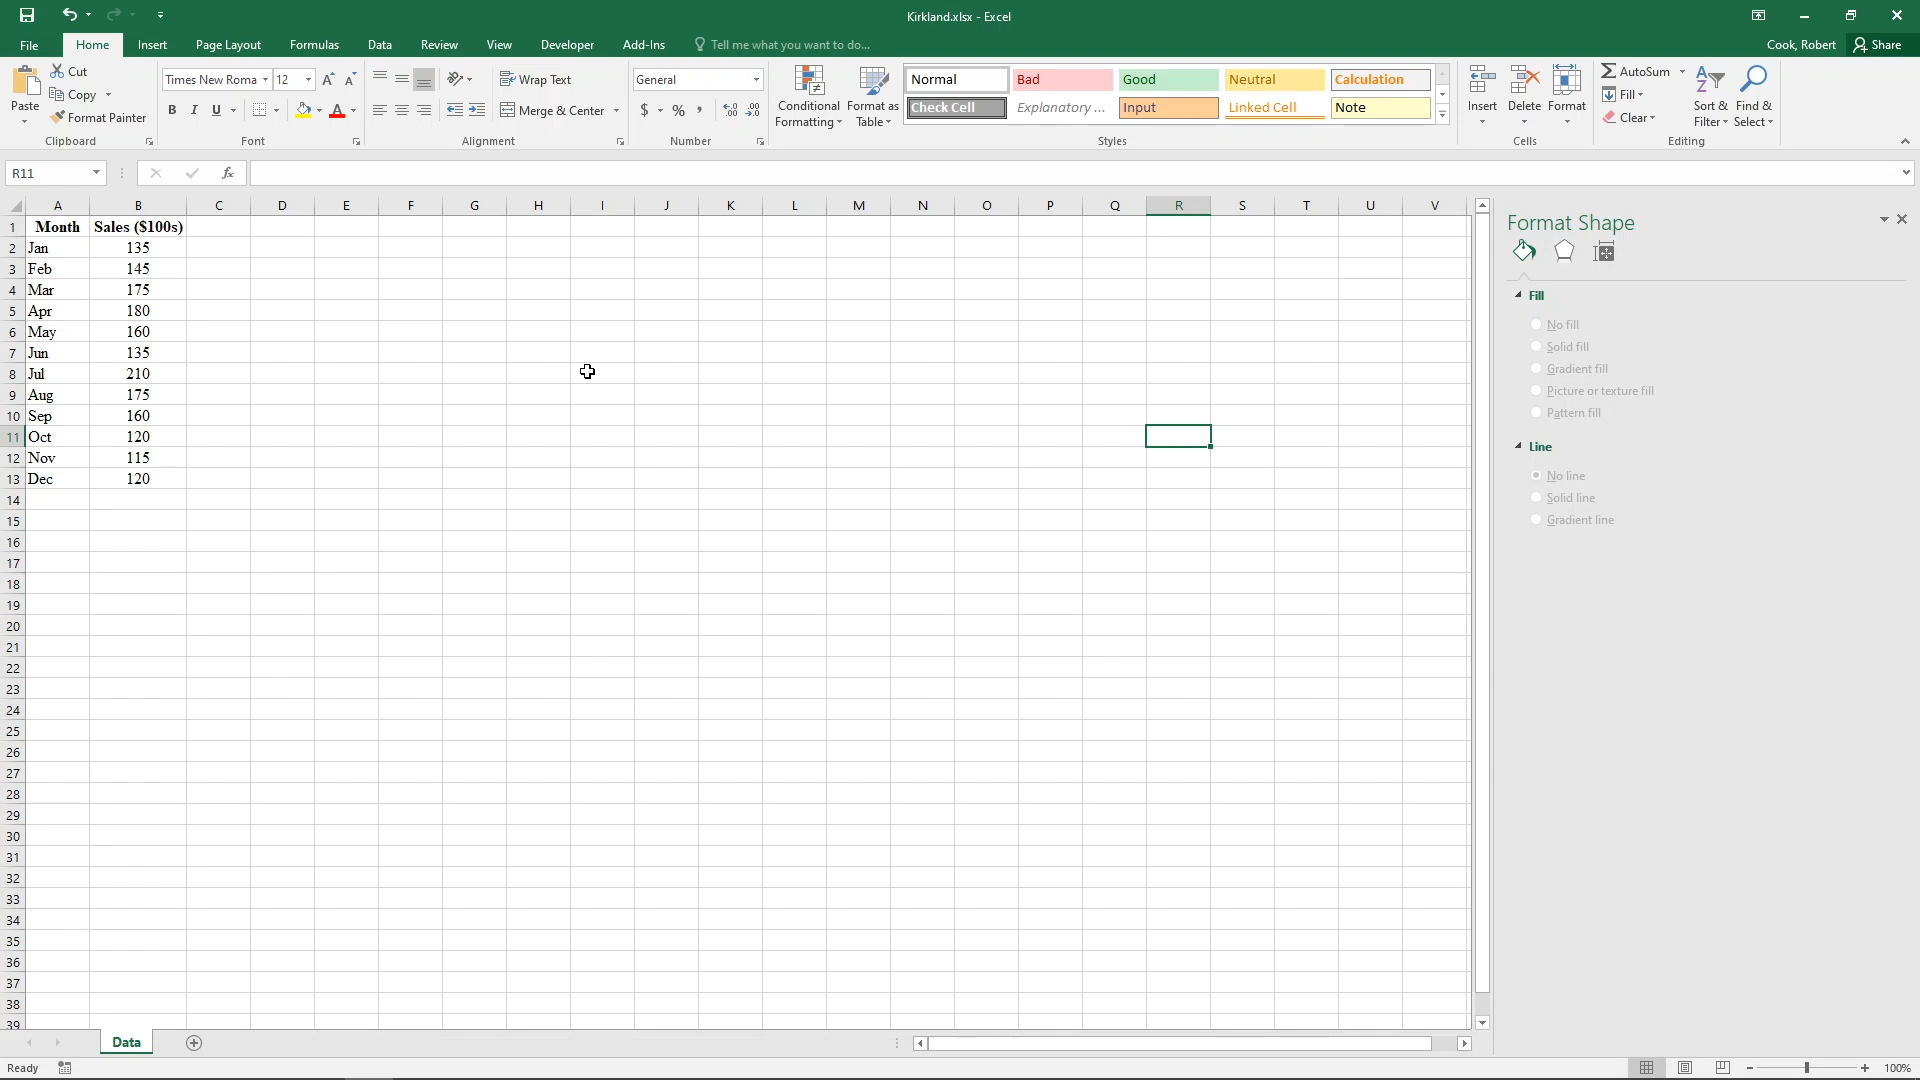 Kirkland.xlsx - Excel
File Home Insert Page Layout Formulas Data Review View Developer Add-Ins Tell me what you want to do... Cook, Robert Share
Paste
Cut
Copy
Format Painter
Clipboard
Times New Roma 12
B I U
Font
Wrap Text
Merge & Center
Alignment
General
$ % ,
Number
Conditional Formatting
Format as Table
Normal Bad Good Neutral Calculation
Check Cell Explanatory ... Input Linked Cell Note
Styles
Insert Delete Format
Cells
AutoSum
Fill
Clear
Sort & Filter
Find & Select
Editing
R11 fx
A B C D E F G H I J K L M N O P Q R S T U V
1 Month Sales ($100s)
2 Jan 135
3 Feb 145
4 Mar 175
5 Apr 180
6 May 160
7 Jun 135
8 Jul 210
9 Aug 175
10 Sep 160
11 Oct 120
12 Nov 115
13 Dec 120
14
15
16
17
18
19
20
21
22
23
24
25
26
27
28
29
30
31
32
33
34
35
36
37
38
39
Format Shape
Fill
No fill
Solid fill
Gradient fill
Picture or texture fill
Pattern fill
Line
No line
Solid line
Gradient line
Data
Ready 100%